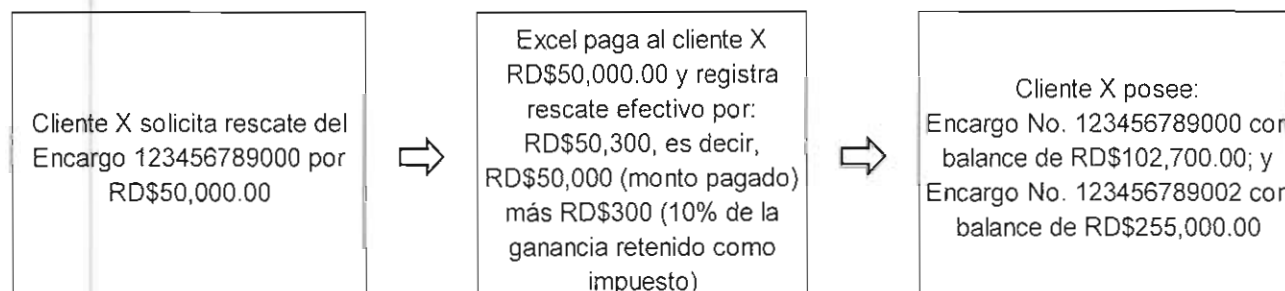 Cliente X solicita rescate del
Encargo 123456789000 por
RD$50,000.00
Excel paga al cliente X
RD$50,000.00 y registra
rescate efectivo por:
RD$50,300, es decir,
RD$50,000 (monto pagado)
más RD$300 (10% de la
ganancia retenido como
impuesto)
Cliente X posee:
Encargo No. 123456789000 con
balance de RD$102,700.00; y
Encargo No. 123456789002 con
balance de RD$255,000.00